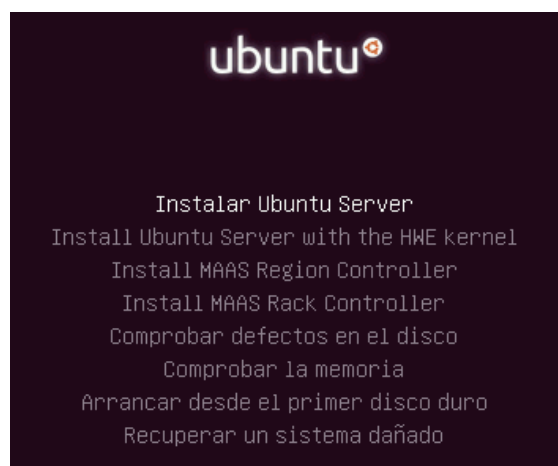 ubuntu
Instalar Ubuntu Server
Install Ubuntu Server with the HWE kernel
Install MAAS Region Controller
Install MAAS Rack Controller
Comprobar defectos en el disco
Comprobar la memoria
Arrancar desde el primer disco duro
Recuperar un sistema dañado